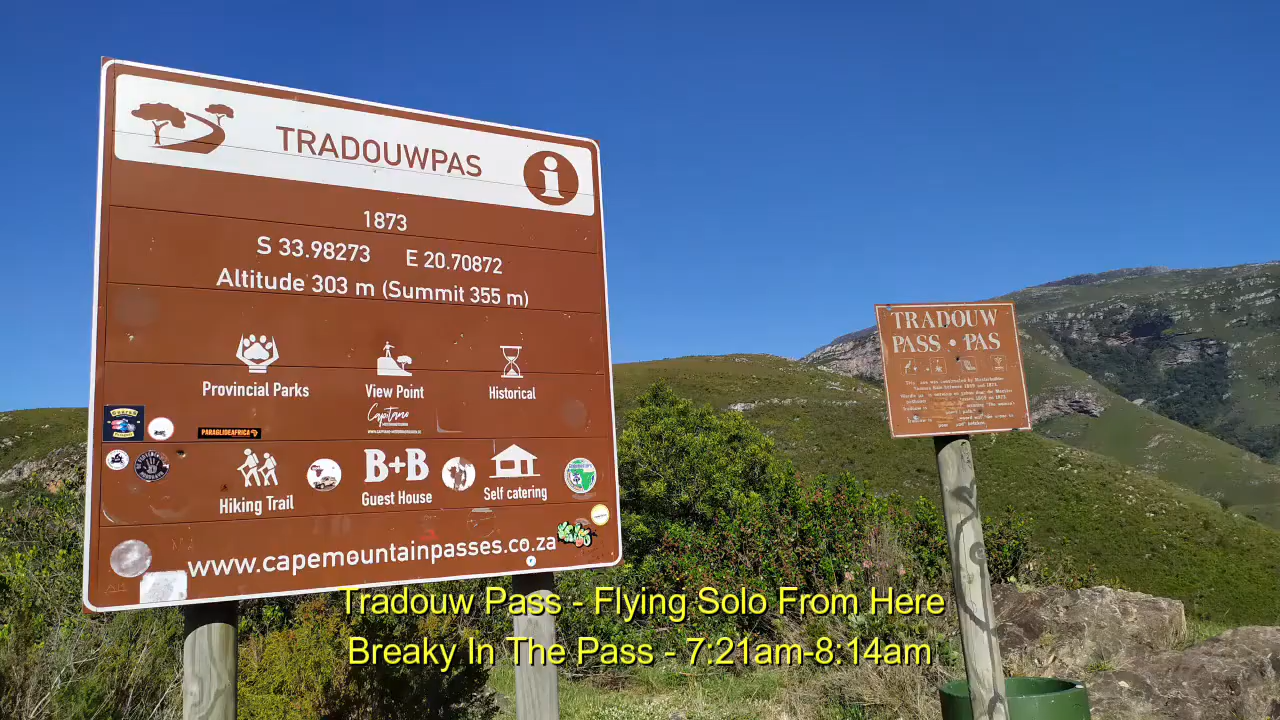 TRADOUWPAS
1873
S 33.98273 E 20.70872
Altitude 303 m (Summit 355 m)
Provincial Parks
View Point
Historical
Capitano
PARAGLIDEAFRICA
Hiking Trail
B+B
Guest House
Self catering
www.capemountainpasses.co.za
TRADOUW
PASS • PAS
Tradouw Pass - Flying Solo From Here
Breaky In The Pass - 7:21am-8:14am